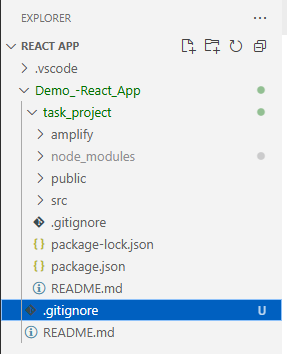 EXPLORER
REACT APP
.vscode
Demo_-React_App
task_project
amplify
node_modules
public
src
.gitignore
package-lock.json
package.json
README.md
.gitignore U
README.md